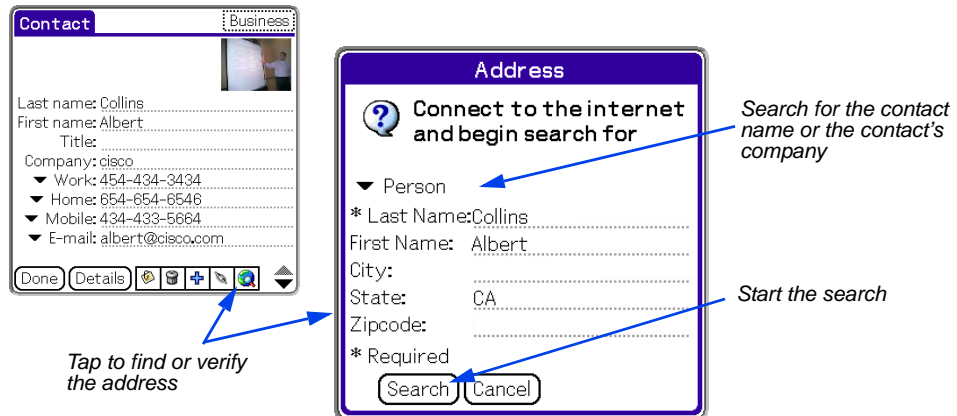 Contact
Business
Last name: Collins
First name: Albert
Title:
Company: cisco
Work: 454-434-3434
Home: 654-654-6546
Mobile: 434-433-5664
E-mail: albert@cisco.com
Done Details
Tap to find or verify
the address
Address
Connect to the internet
and begin search for
Person
* Last Name: Collins
First Name: Albert
City:
State: CA
Zipcode:
* Required
Search Cancel
Search for the contact
name or the contact's
company
Start the search